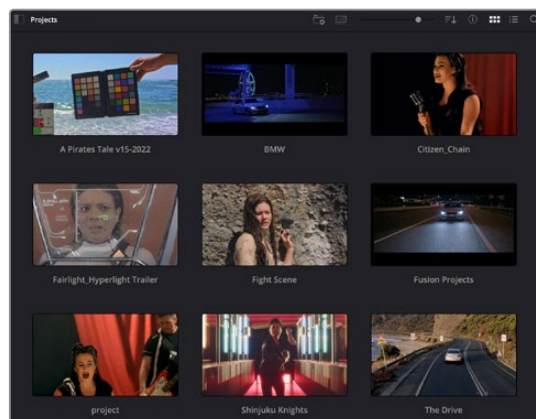 Projects
A Pirates Tale v15-2022
BMW
Citizen_Chain
Fairlight_Hyperlight Trailer
Fight Scene
Fusion Projects
project
Shinjuku Knights
The Drive